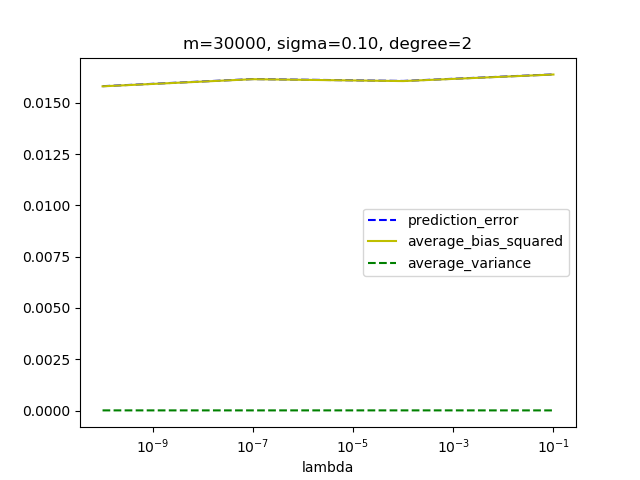 m=30000, sigma=0.10, degree=2
0.0150
0.0125
0.0100
0.0075
0.0050
0.0025
0.0000
prediction_error
average_bias_squared
average_variance
10⁻⁹ 10⁻⁷ 10⁻⁵ 10⁻³ 10⁻¹
lambda